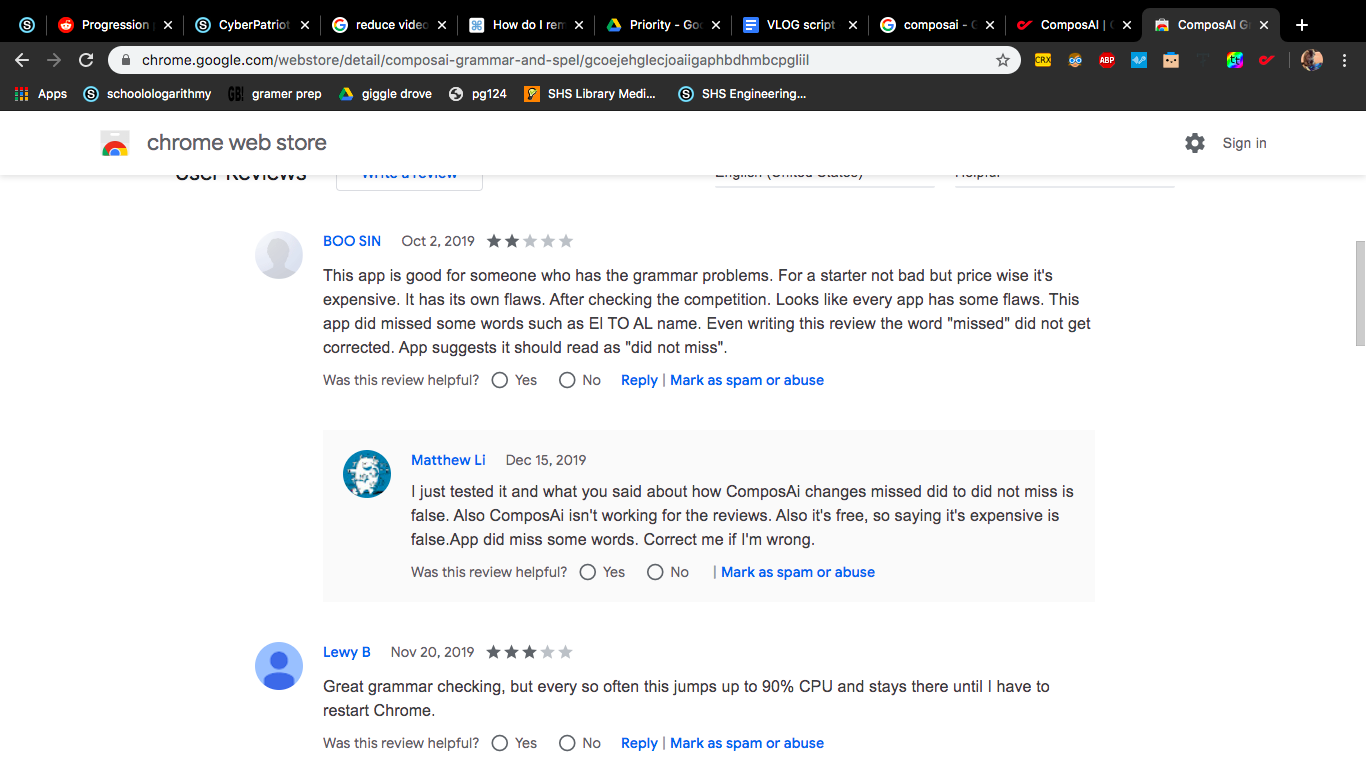 Progression
CyberPatriot
reduce video
How do I rem
Priority - Goo
VLOG script
composai - G
ComposAI | C
ComposAI Gr
chrome.google.com/webstore/detail/composai-grammar-and-spel/gcoejehglecjoaiigaphbdhmbcpgliil
CRX
ABP
Apps
schoolologarithmy
GB!
gramer prep
giggle drove
pg124
SHS Library Medi...
SHS Engineering...
chrome web store
Sign in
User Reviews
Write a review
English (United States)
Helpful
BOO SIN Oct 2, 2019
This app is good for someone who has the grammar problems. For a starter not bad but price wise it's
expensive. It has its own flaws. After checking the competition. Looks like every app has some flaws. This
app did missed some words such as El TO AL name. Even writing this review the word "missed" did not get
corrected. App suggests it should read as "did not miss".
Was this review helpful? Yes No Reply | Mark as spam or abuse
Matthew Li Dec 15, 2019
I just tested it and what you said about how ComposAi changes missed did to did not miss is
false. Also ComposAi isn't working for the reviews. Also it's free, so saying it's expensive is
false.App did miss some words. Correct me if I'm wrong.
Was this review helpful? Yes No | Mark as spam or abuse
Lewy B Nov 20, 2019
Great grammar checking, but every so often this jumps up to 90% CPU and stays there until I have to
restart Chrome.
Was this review helpful? Yes No Reply | Mark as spam or abuse